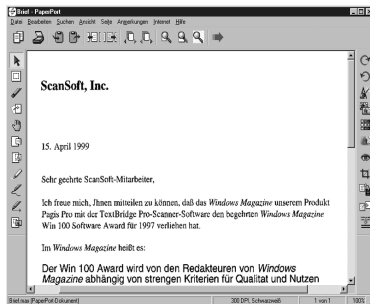 Brief - PaperPort
Datei Bearbeiten Suchen Ansicht Seite Anmerkungen Internet Hilfe
ScanSoft, Inc.
15. April 1999
Sehr geehrte ScanSoft-Mitarbeiter,
Ich freue mich, Jhnen mitteilen zu können, daß das Windows Magazine unserem Produkt
Pagis Pro mit der TextBridge Pro-Scanner-Software den begehrten Windows Magazine
Win 100 Software Award für 1997 verliehen hat.
Im Windows Magazine heißt es:
Der Win 100 Award wird von den Redakteuren von Windows
Magazine abhängig von strengen Kriterien für Qualitat und Nutzen
Brief.max (PaperPort-Dokument) 300 DPI, Schwarzweiß 1 von 1 100%